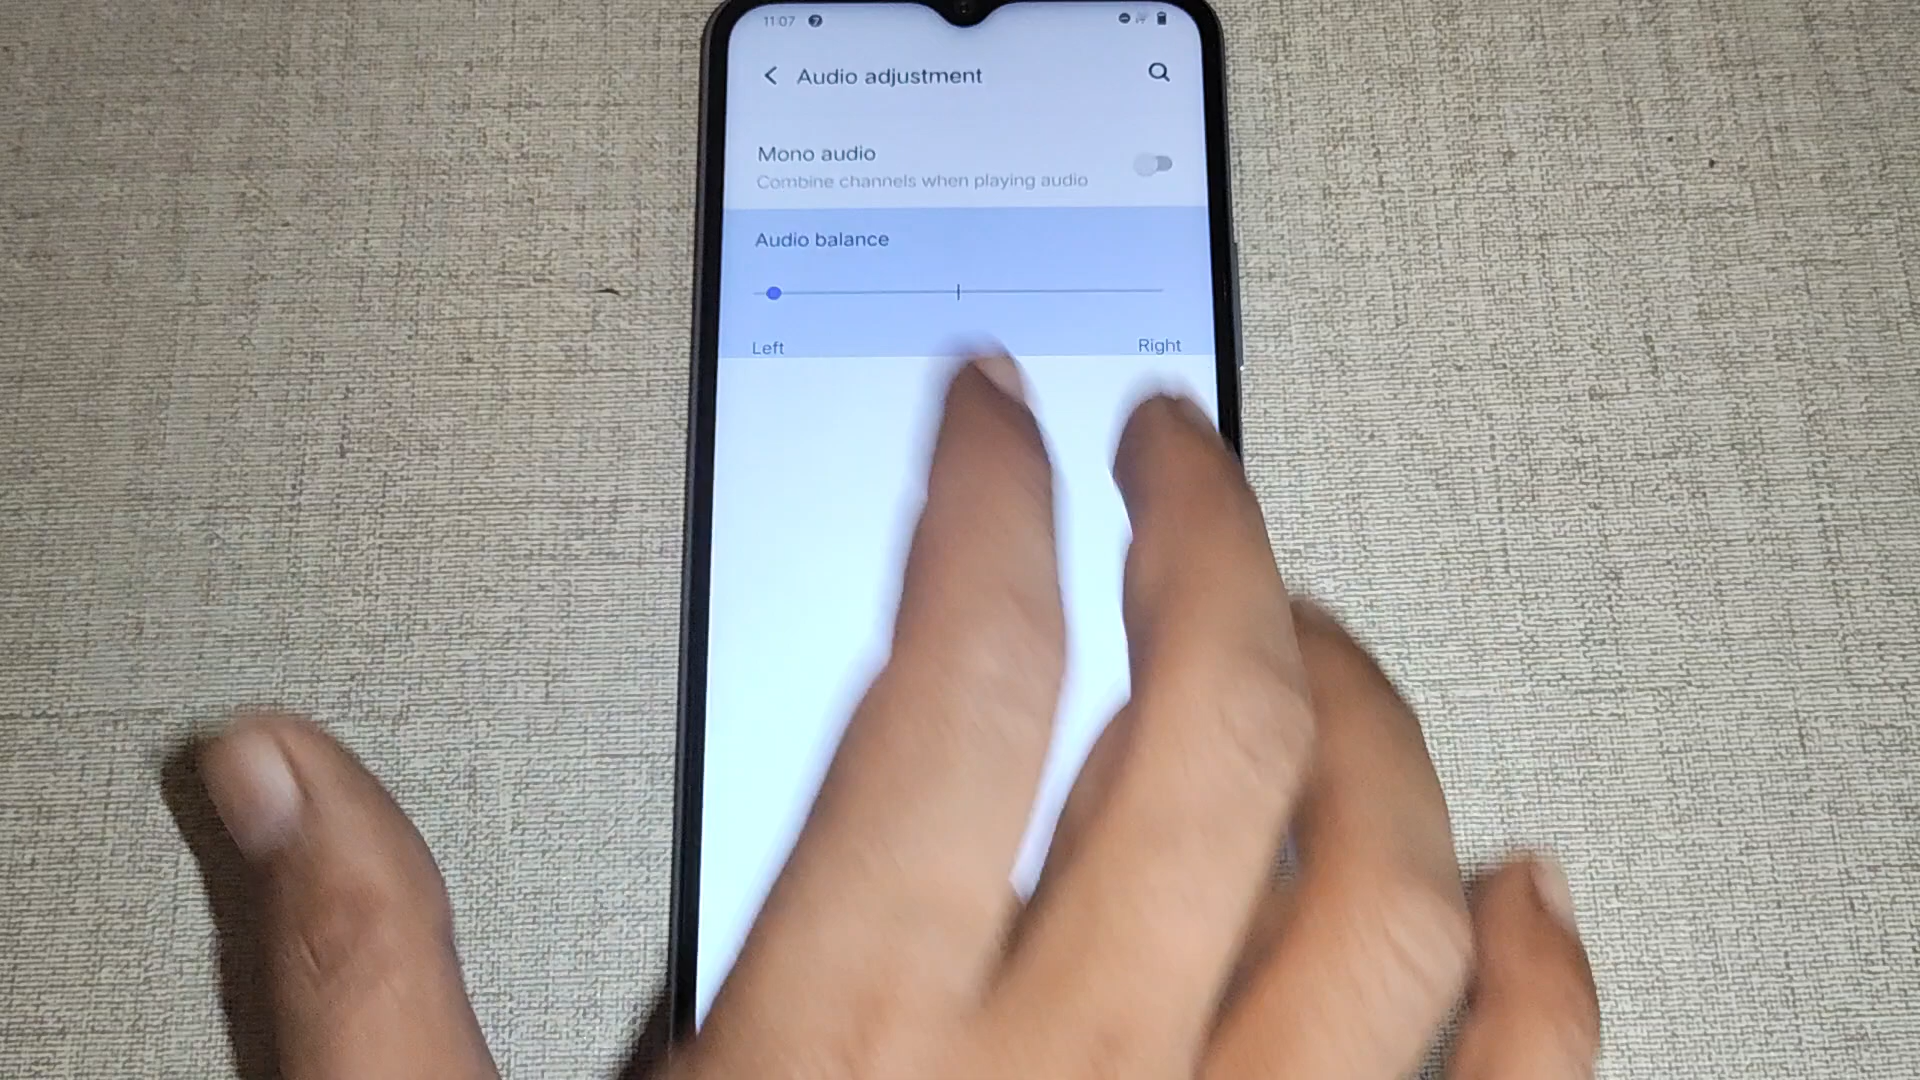 11:07
Audio adjustment
Mono audio
Combine channels when playing audio
Audio balance
Left
Right